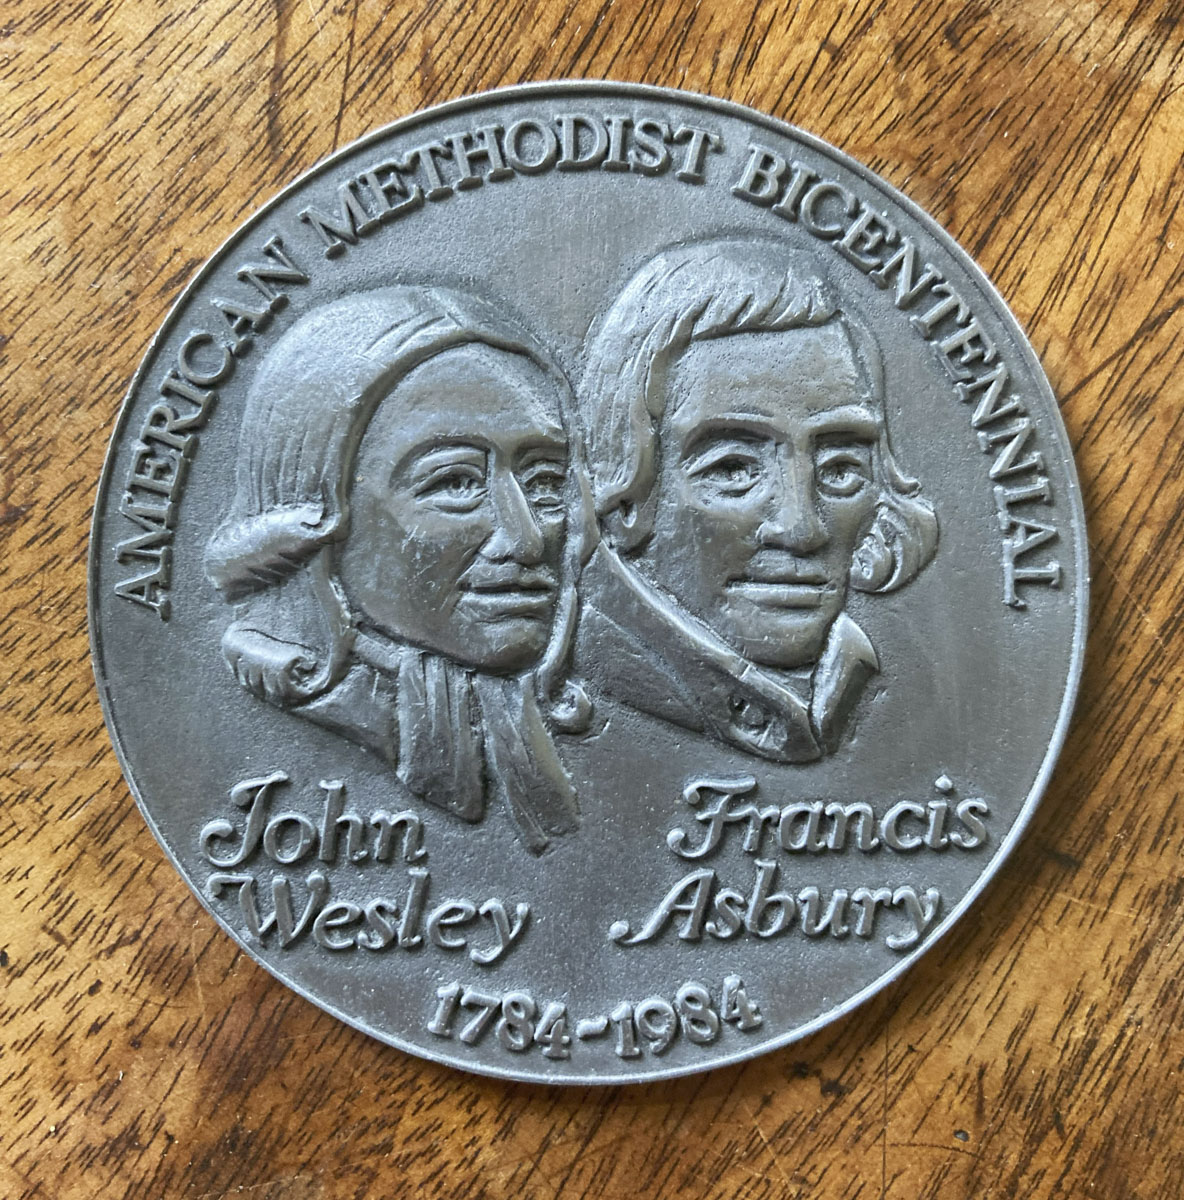 AMERICAN METHODIST BICENTENNIAL
John
Wesley
Francis
Asbury
1784-1984